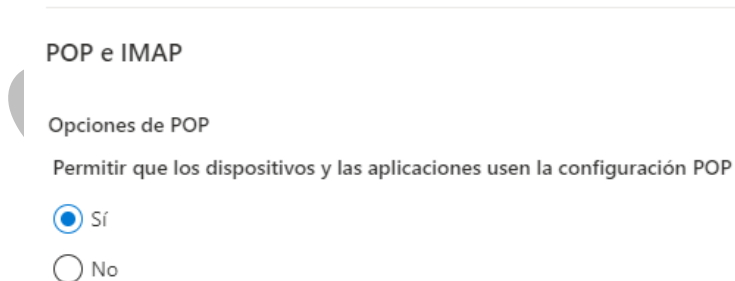 POP e IMAP
Opciones de POP
Permitir que los dispositivos y las aplicaciones usen la configuración POP
Sí
No